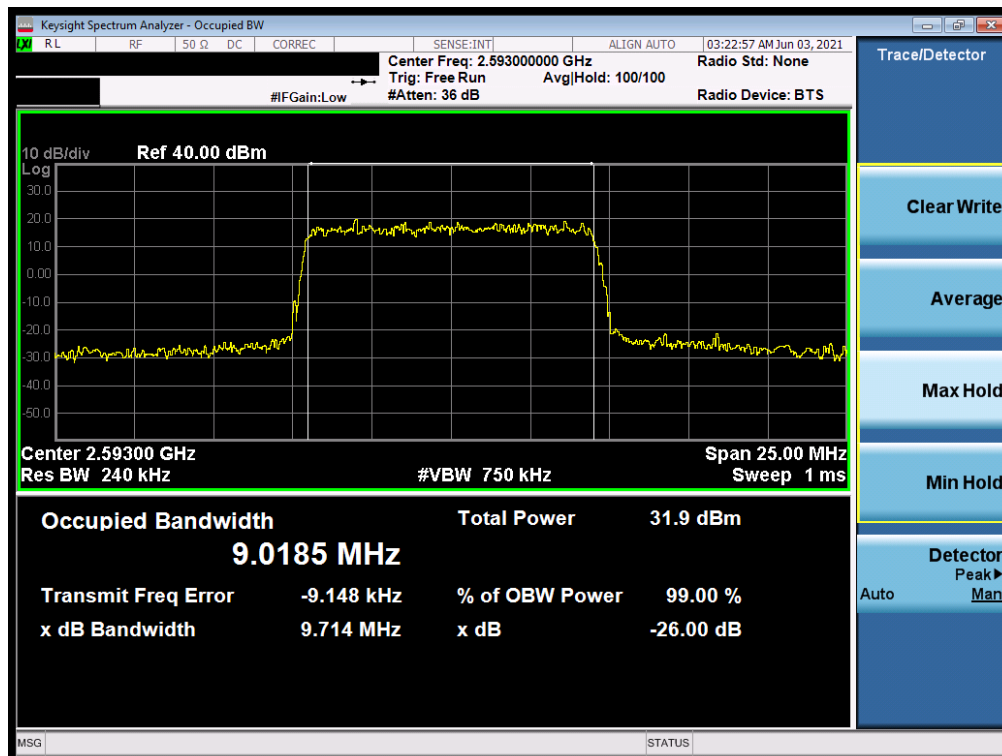 Keysight Spectrum Analyzer - Occupied BW
LXI RL RF 50 Ω DC CORREC SENSE:INT ALIGN AUTO 03:22:57 AM Jun 03, 2021
Center Freq: 2.593000000 GHz Radio Std: None
Trig: Free Run Avg|Hold: 100/100
#IFGain:Low #Atten: 36 dB Radio Device: BTS
Trace/Detector
10 dB/div Ref 40.00 dBm
Log
30.0
20.0
10.0
0.00
-10.0
-20.0
-30.0
-40.0
-50.0
Center 2.59300 GHz Span 25.00 MHz
Res BW 240 kHz #VBW 750 kHz Sweep 1 ms
Occupied Bandwidth Total Power 31.9 dBm
9.0185 MHz
Transmit Freq Error -9.148 kHz % of OBW Power 99.00 %
x dB Bandwidth 9.714 MHz x dB -26.00 dB
Clear Write
Average
Max Hold
Min Hold
Detector
Peak▶
Auto Man
MSG STATUS